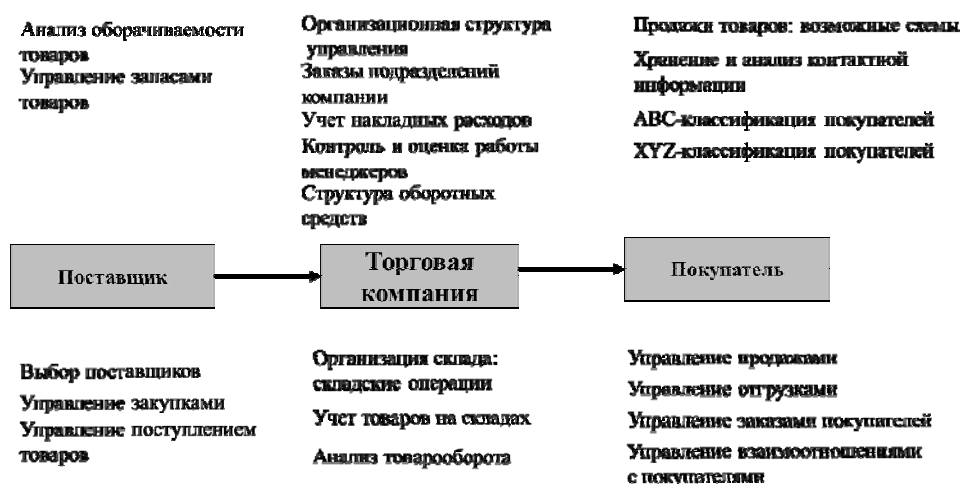 Анализ оборачиваемости
товаров
Управление запасами
товаров
Организационная структура
управления
Заказы подразделений
компании
Учет накладных расходов
Контроль и оценка работы
менеджеров
Структура оборотных
средств
Продажи товаров: возможные схемы
Хранение и анализ контактной
информации
АВС-классификация покупателей
XYZ-классификация покупателей
Поставщик
Торговая
компания
Покупатель
Выбор поставщиков
Управление закупками
Управление поступлением
товаров
Организация склада:
складские операции
Учет товаров на складах
Анализ товарооборота
Управление продажами
Управление отгрузками
Управление заказами покупателей
Управление взаимоотношениями
с покупателями